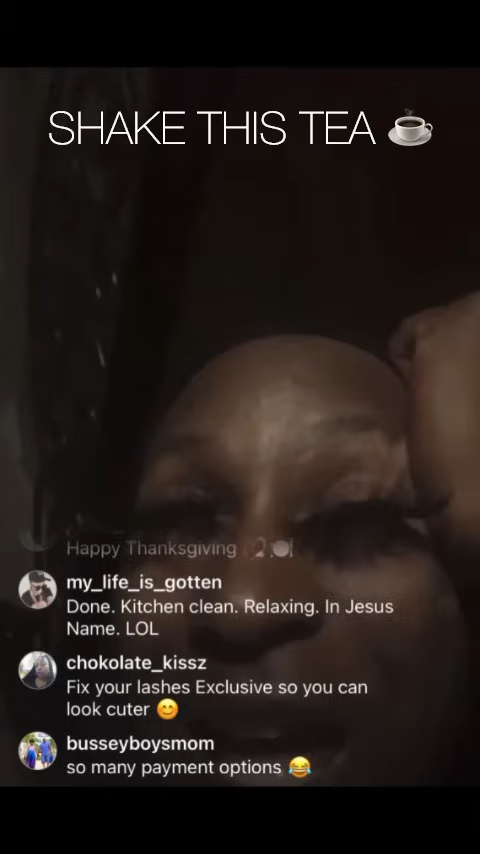 SHAKE THIS TEA ☕
Happy Thanksgiving 🍽
my_life_is_gotten
Done. Kitchen clean. Relaxing. In Jesus
Name. LOL
chokolate_kissz
Fix your lashes Exclusive so you can
look cuter 😊
busseyboysmom
so many payment options 😂